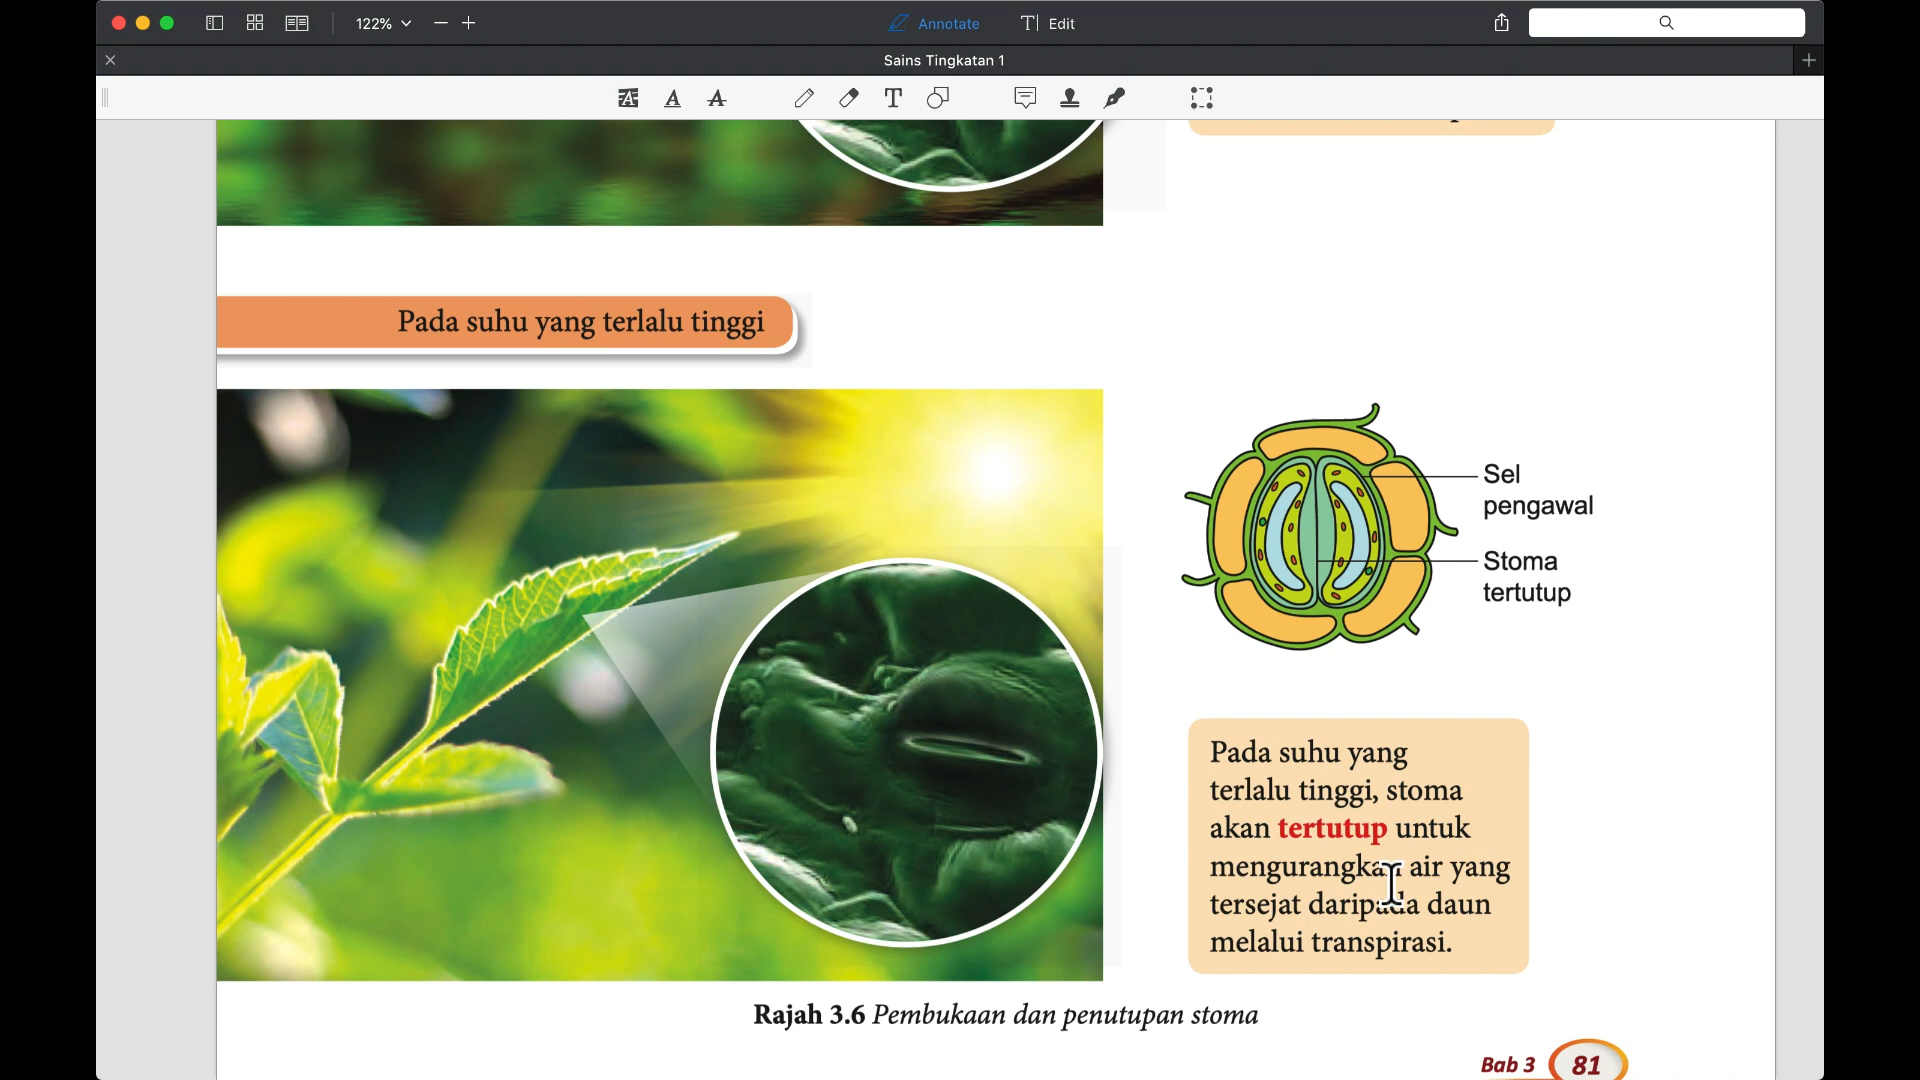 122%
Annotate
Edit
Sains Tingkatan 1
Pada suhu yang terlalu tinggi
Sel
pengawal
Stoma
tertutup
Pada suhu yang
terlalu tinggi, stoma
akan tertutup untuk
mengurangkan air yang
tersejat daripada daun
melalui transpirasi.
Rajah 3.6 Pembukaan dan penutupan stoma
Bab 3 81